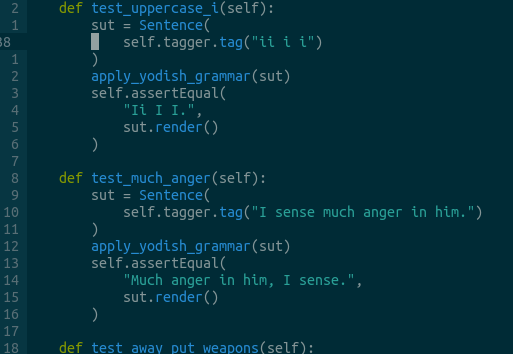 2 def test_uppercase_i(self):
1 sut = Sentence(
38 self.tagger.tag("ii i i")
1 )
2 apply_yodish_grammar(sut)
3 self.assertEqual(
4 "Ii I I.",
5 sut.render()
6 )
7
8 def test_much_anger(self):
9 sut = Sentence(
10 self.tagger.tag("I sense much anger in him.")
11 )
12 apply_yodish_grammar(sut)
13 self.assertEqual(
14 "Much anger in him, I sense.",
15 sut.render()
16 )
17
18 def test_away_put_weapons(self):